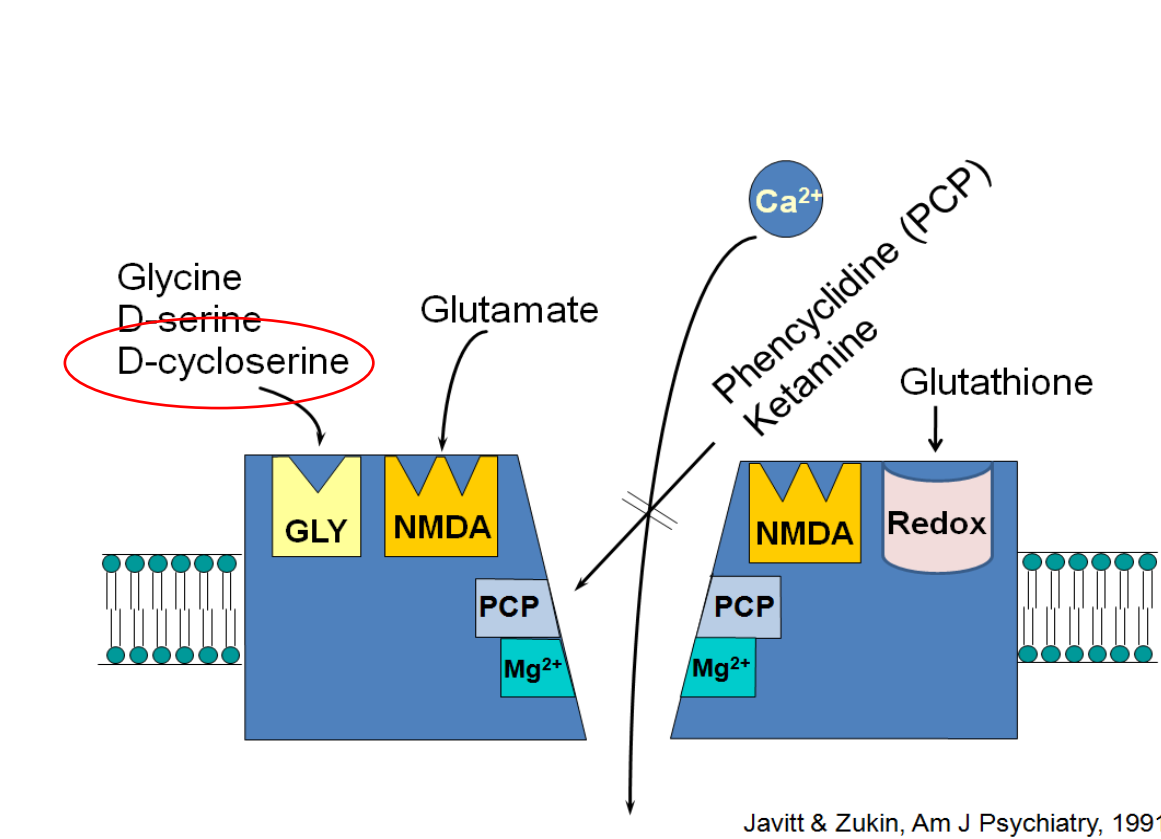 Ca²⁺
Phencyclidine (PCP)
Ketamine
Glycine
D-serine
D-cycloserine
Glutamate
Glutathione
GLY
NMDA
NMDA
Redox
PCP
PCP
Mg²⁺
Mg²⁺
Javitt & Zukin, Am J Psychiatry, 1991